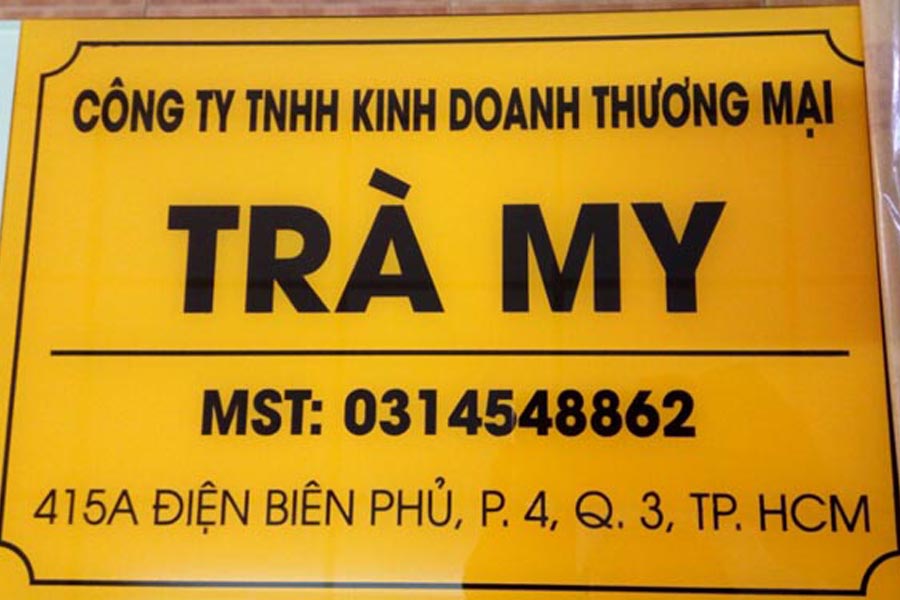 CÔNG TY TNHH KINH DOANH THƯƠNG MẠI
TRÀ MY
MST: 0314548862
415A ĐIỆN BIÊN PHỦ, P. 4, Q. 3, TP. HCM